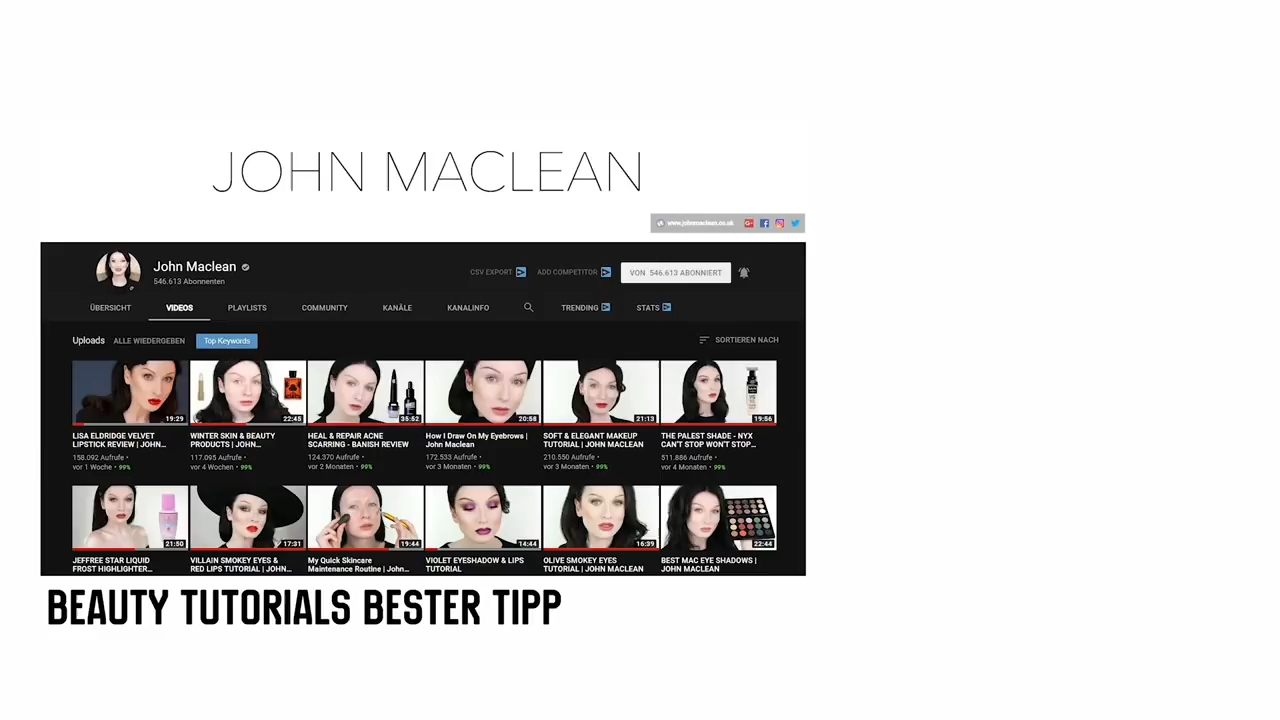 JOHN MACLEAN
www.johnmaclean.co.uk
John Maclean
546.613 Abonnenten
CSV EXPORT
ADD COMPETITOR
VON 546.613 ABONNIERT
ÜBERSICHT VIDEOS PLAYLISTS COMMUNITY KANÄLE KANALINFO TRENDING STATS
Uploads ALLE WIEDERGEBEN Top Keywords SORTIEREN NACH
19:29
LISA ELDRIDGE VELVET
LIPSTICK REVIEW | JOHN...
158.092 Aufrufe •
vor 1 Woche • 99%
22:45
WINTER SKIN & BEAUTY
PRODUCTS | JOHN...
117.095 Aufrufe •
vor 4 Wochen • 99%
35:52
HEAL & REPAIR ACNE
SCARRING - BANISH REVIEW
124.370 Aufrufe •
vor 2 Monaten • 99%
20:58
How I Draw On My Eyebrows |
John Maclean
172.533 Aufrufe •
vor 3 Monaten • 99%
21:13
SOFT & ELEGANT MAKEUP
TUTORIAL | JOHN MACLEAN
210.550 Aufrufe •
vor 3 Monaten • 99%
19:56
THE PALEST SHADE - NYX
CAN'T STOP WON'T STOP...
511.886 Aufrufe •
vor 4 Monaten • 99%
21:50
JEFFREE STAR LIQUID
FROST HIGHLIGHTER...
17:31
VILLAIN SMOKEY EYES &
RED LIPS TUTORIAL | JOHN...
19:44
My Quick Skincare
Maintenance Routine | John...
14:44
VIOLET EYESHADOW & LIPS
TUTORIAL
16:39
OLIVE SMOKEY EYES
TUTORIAL | JOHN MACLEAN
22:44
BEST MAC EYE SHADOWS |
JOHN MACLEAN
BEAUTY TUTORIALS BESTER TIPP